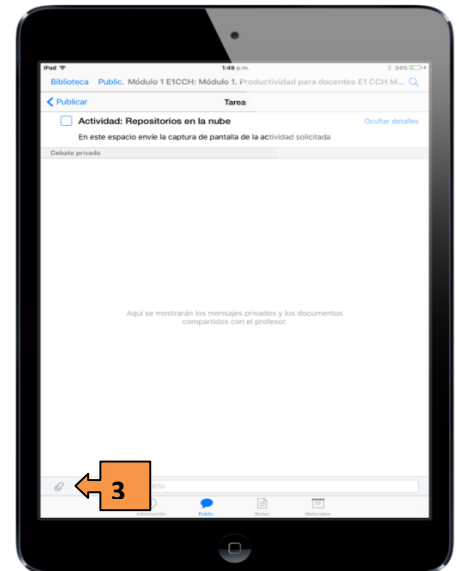 iPad 1:49 p.m. 34%
Biblioteca Public. Módulo 1 E1CCH: Módulo 1. Productividad para docentes E1 CCH M...
Publicar Tarea
Actividad: Repositorios en la nube Ocultar detalles
En este espacio envíe la captura de pantalla de la actividad solicitada
Debate privado
Aquí se mostrarán los mensajes privados y los documentos
compartidos con el profesor.
3
Información Public. Notas Materiales